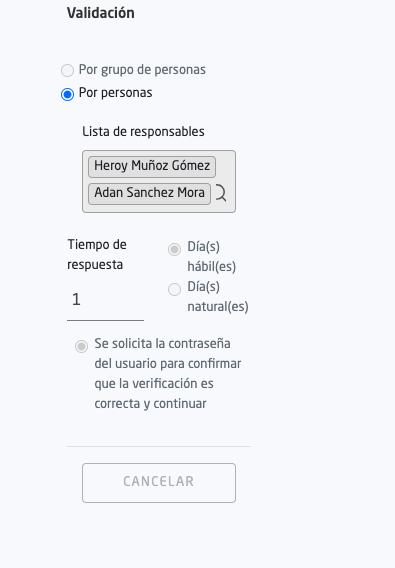 Validación
Por grupo de personas
Por personas
Lista de responsables
Heroy Muñoz Gómez
Adan Sanchez Mora
Tiempo de
respuesta
1
Día(s)
hábil(es)
Día(s)
natural(es)
Se solicita la contraseña
del usuario para confirmar
que la verificación es
correcta y continuar
CANCELAR